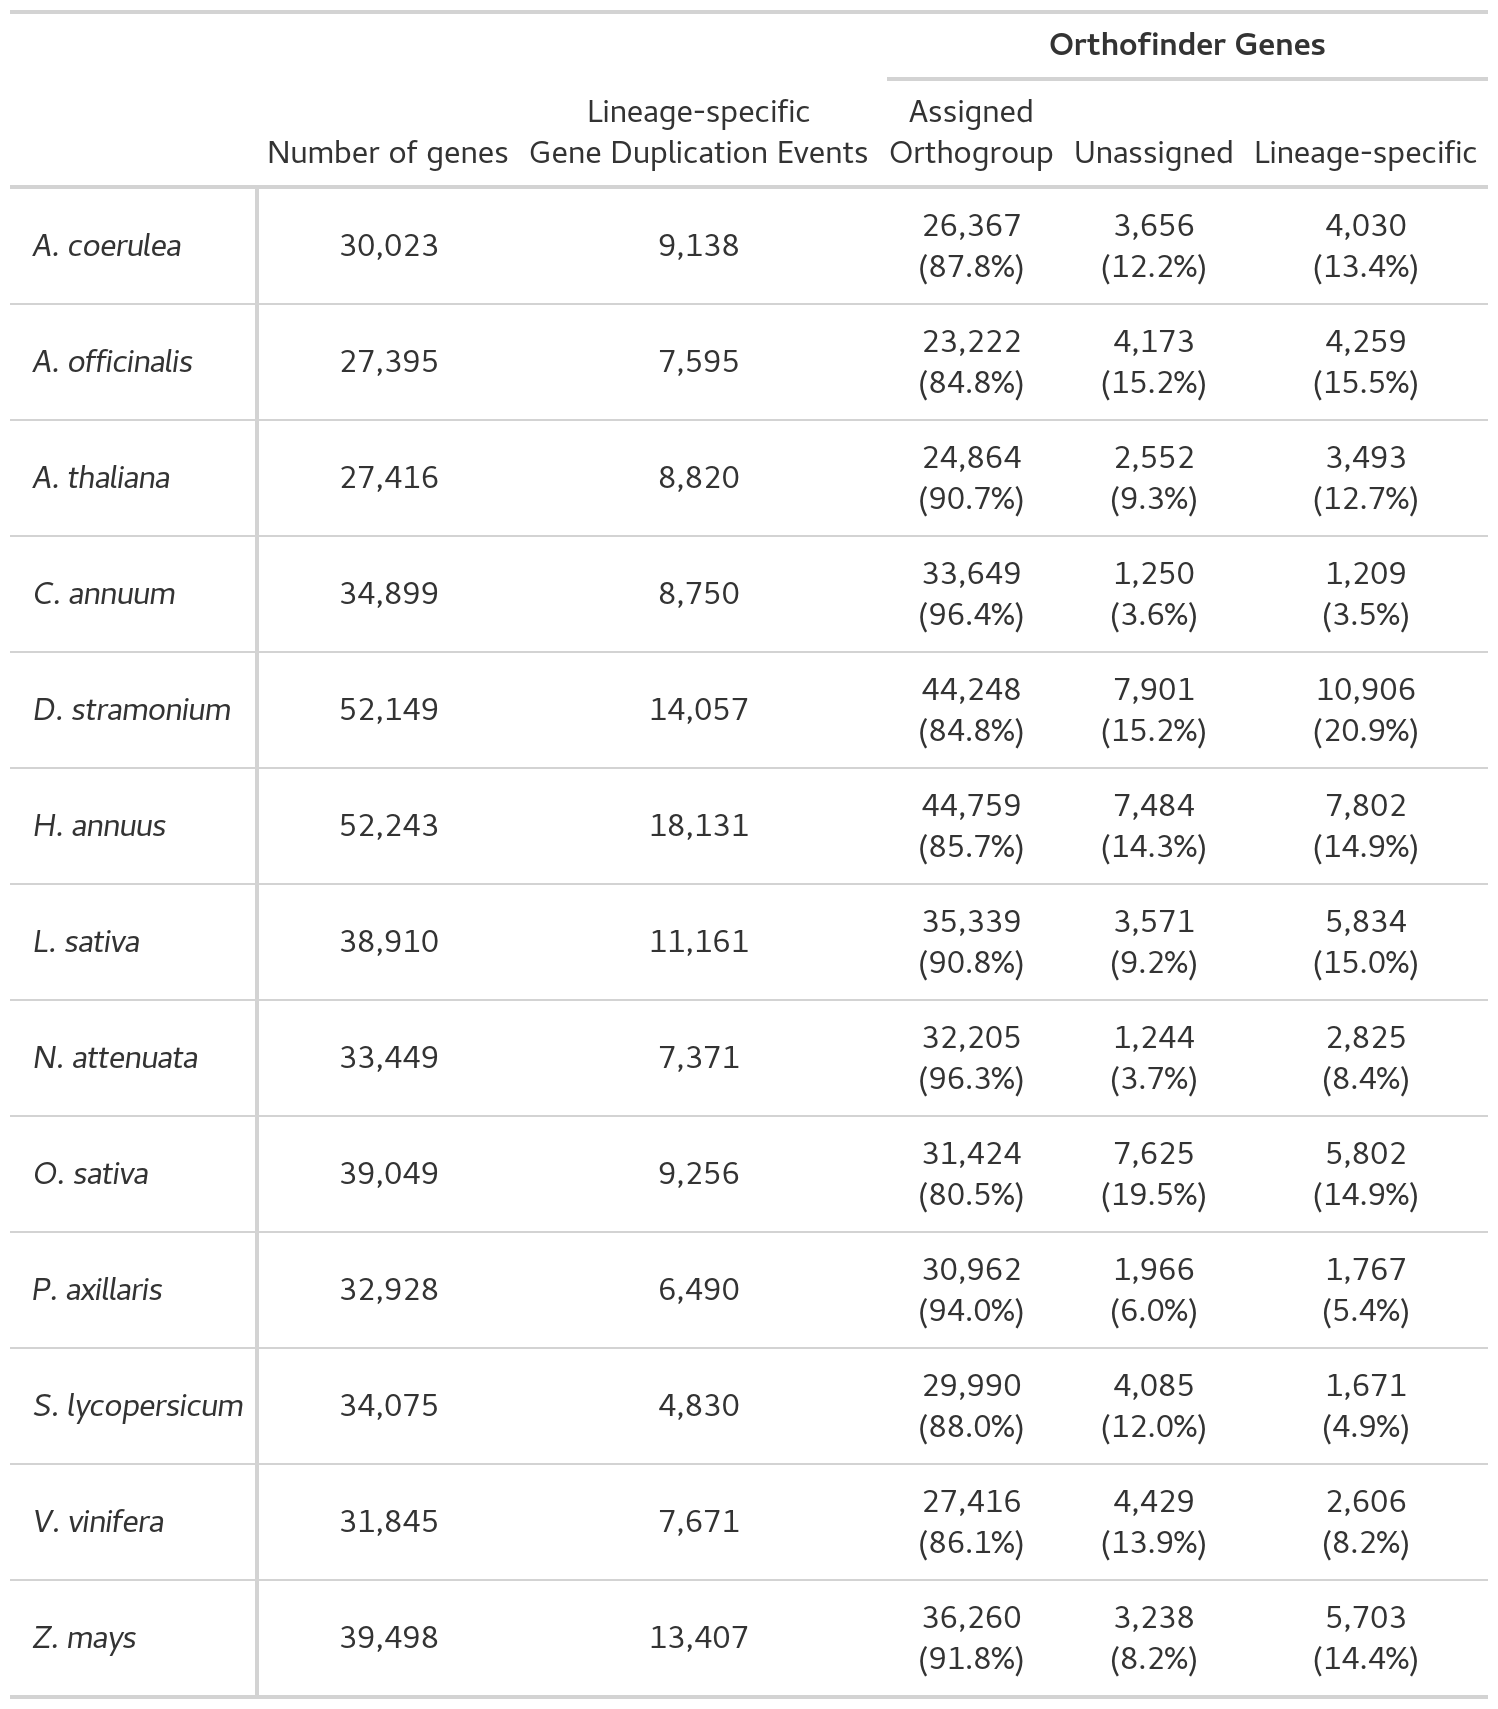 Orthofinder Genes
Lineage-specific Assigned
Number of genes Gene Duplication Events Orthogroup Unassigned Lineage-specific
26,367 3,656 4,030
A. coerulea 30,023 9,138
(87.8%) (12.2%) (13.4%)
23,222 4,173 4,259
A. officinalis 27,395 7,595
(84.8%) (15.2%) (15.5%)
24,864 2,552 3,493
A. thaliana 27,416 8,820
(90.7%) (9.3%) (12.7%)
33,649 1,250 1,209
C. annuum 34,899 8,750
(96.4%) (3.6%) (3.5%)
44,248 7,901 10,906
D. stramonium 52,149 14,057
(84.8%) (15.2%) (20.9%)
44,759 7,484 7,802
H. annuus 52,243 18,131
(85.7%) (14.3%) (14.9%)
35,339 3,571 5,834
L. sativa 38,910 11,161
(90.8%) (9.2%) (15.0%)
32,205 1,244 2,825
N. attenuata 33,449 7,371
(96.3%) (3.7%) (8.4%)
31,424 7,625 5,802
O. sativa 39,049 9,256
(80.5%) (19.5%) (14.9%)
30,962 1,966 1,767
P. axillaris 32,928 6,490
(94.0%) (6.0%) (5.4%)
29,990 4,085 1,671
S. lycopersicum 34,075 4,830
(88.0%) (12.0%) (4.9%)
27,416 4,429 2,606
V. vinifera 31,845 7,671
(86.1%) (13.9%) (8.2%)
36,260 3,238 5,703
Z. mays 39,498 13,407
(91.8%) (8.2%) (14.4%)